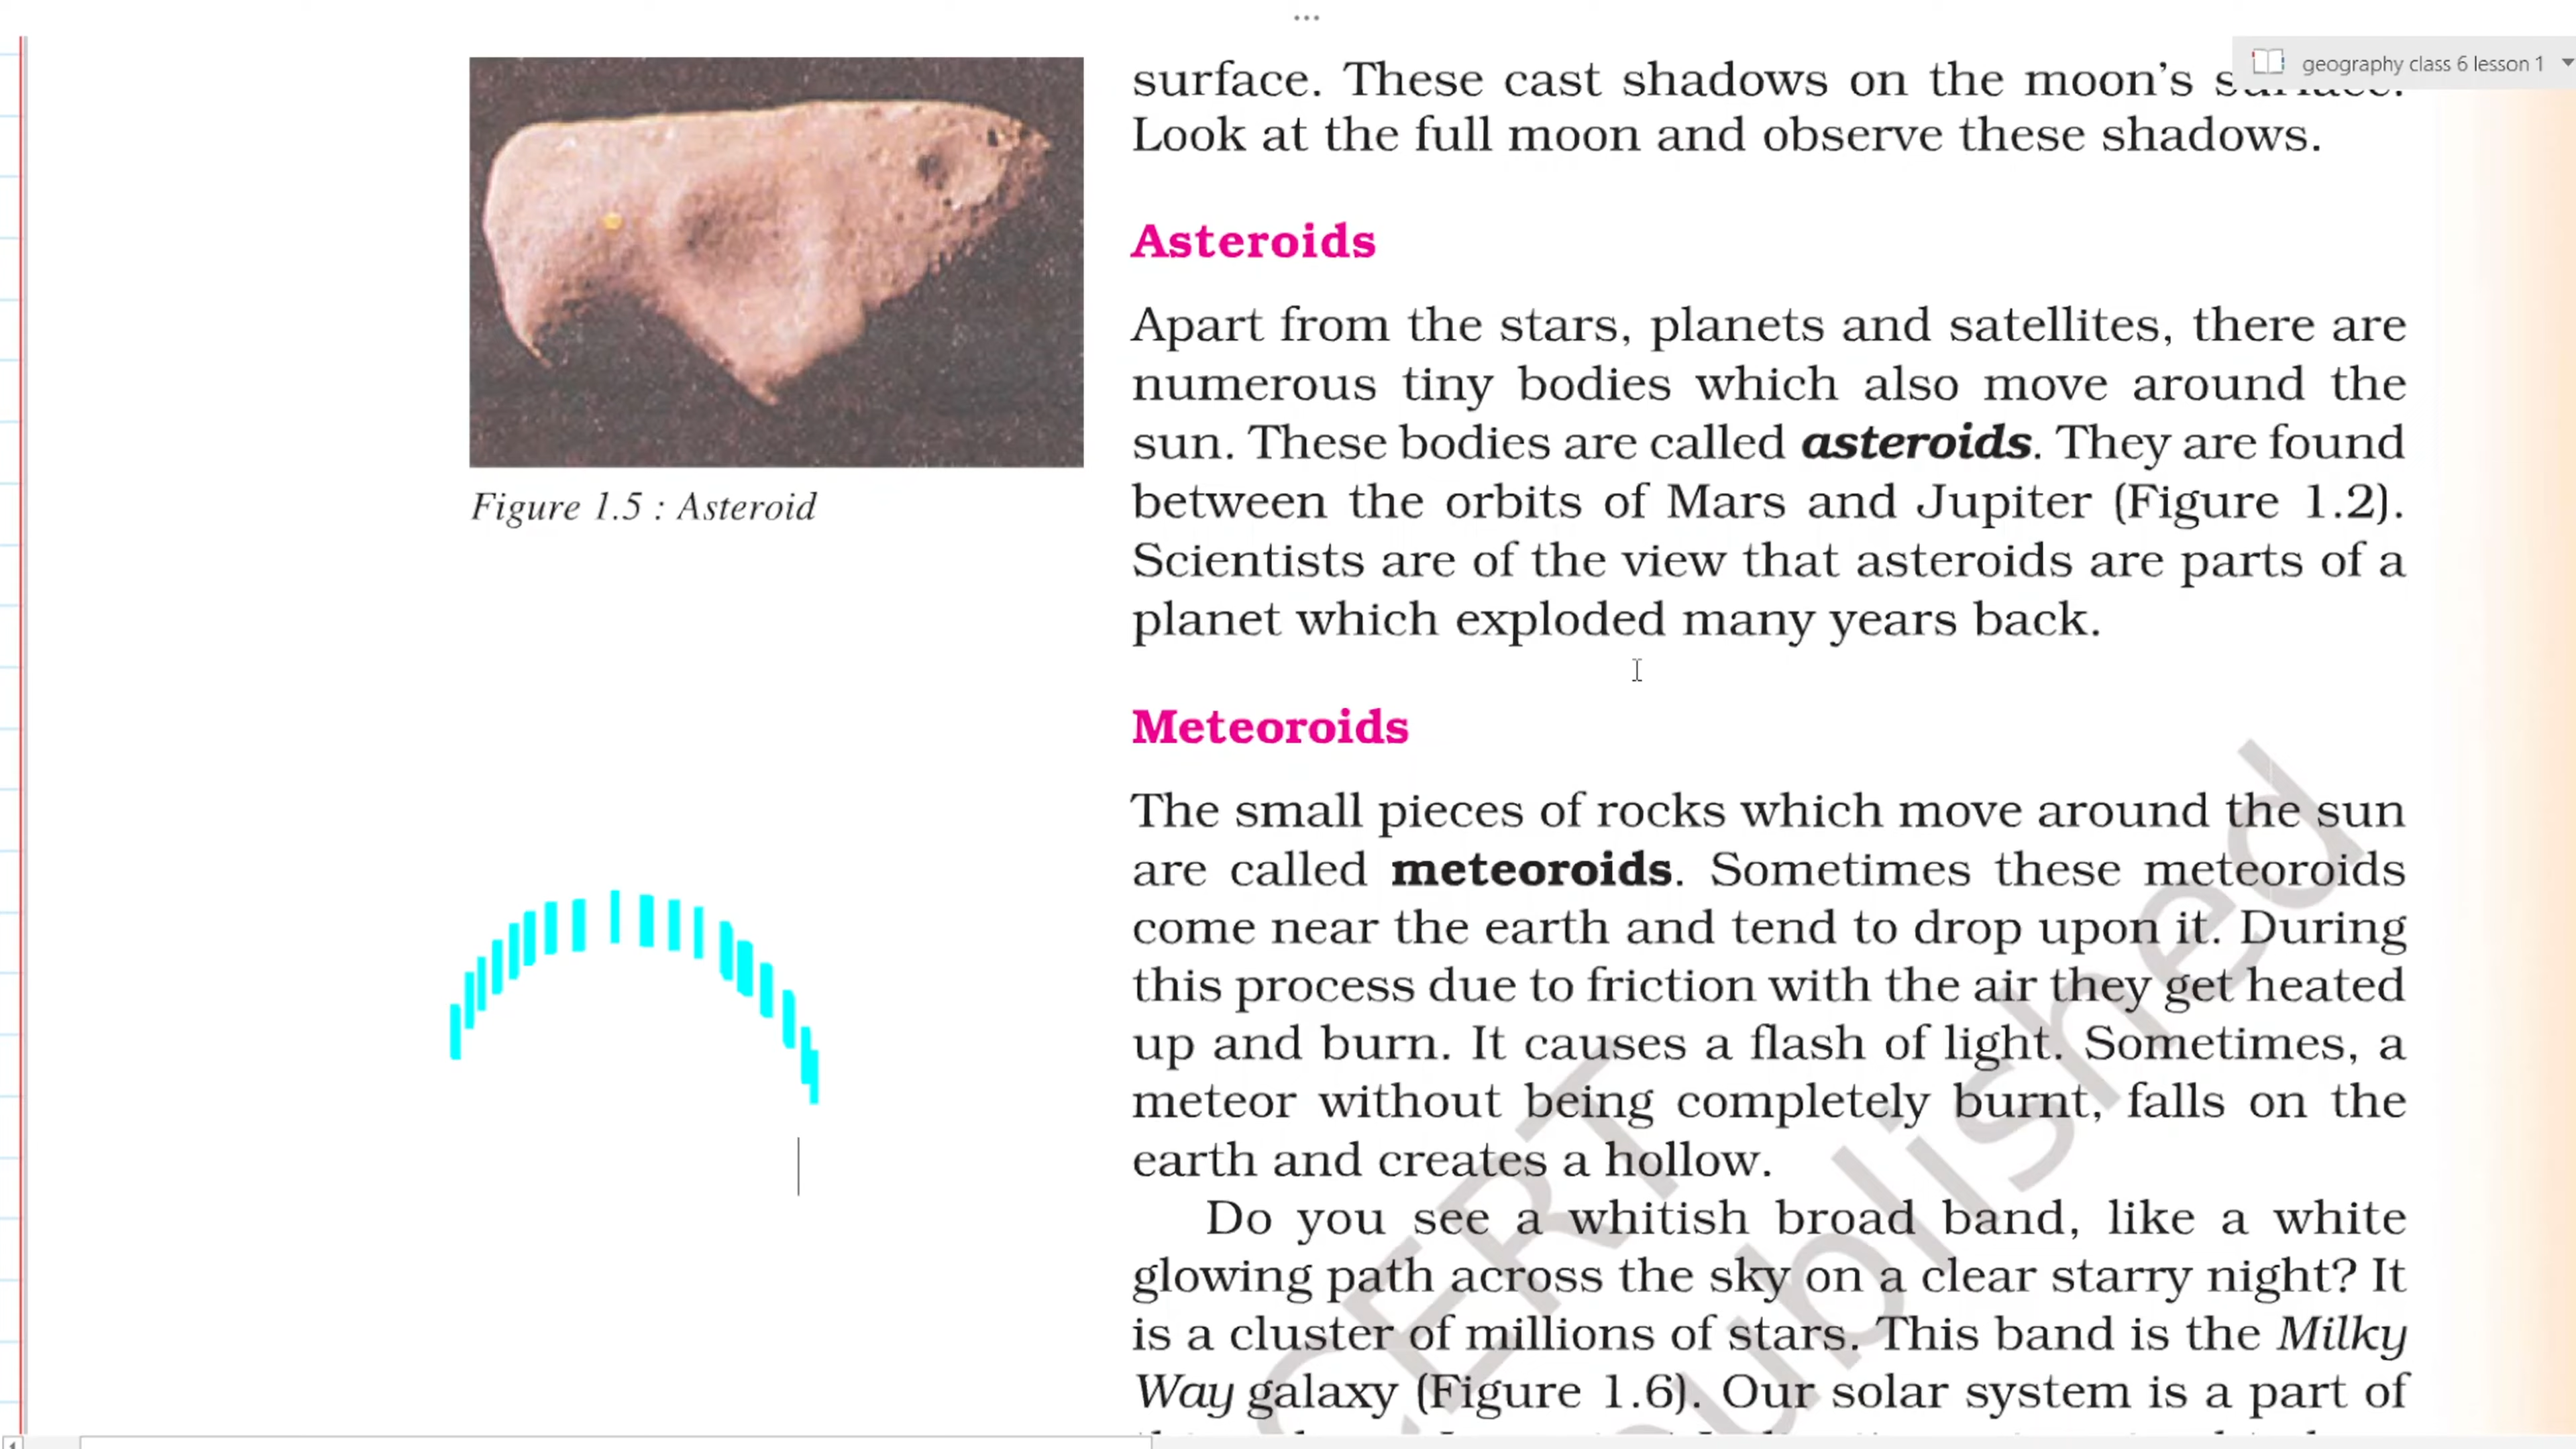 geography class 6 lesson 1
surface. These cast shadows on the moon's surface.
Look at the full moon and observe these shadows.
Figure 1.5 : Asteroid
Asteroids
Apart from the stars, planets and satellites, there are
numerous tiny bodies which also move around the
sun. These bodies are called asteroids. They are found
between the orbits of Mars and Jupiter (Figure 1.2).
Scientists are of the view that asteroids are parts of a
planet which exploded many years back.
Meteoroids
The small pieces of rocks which move around the sun
are called meteoroids. Sometimes these meteoroids
come near the earth and tend to drop upon it. During
this process due to friction with the air they get heated
up and burn. It causes a flash of light. Sometimes, a
meteor without being completely burnt, falls on the
earth and creates a hollow.
Do you see a whitish broad band, like a white
glowing path across the sky on a clear starry night? It
is a cluster of millions of stars. This band is the Milky
Way galaxy (Figure 1.6). Our solar system is a part of
CERT
published